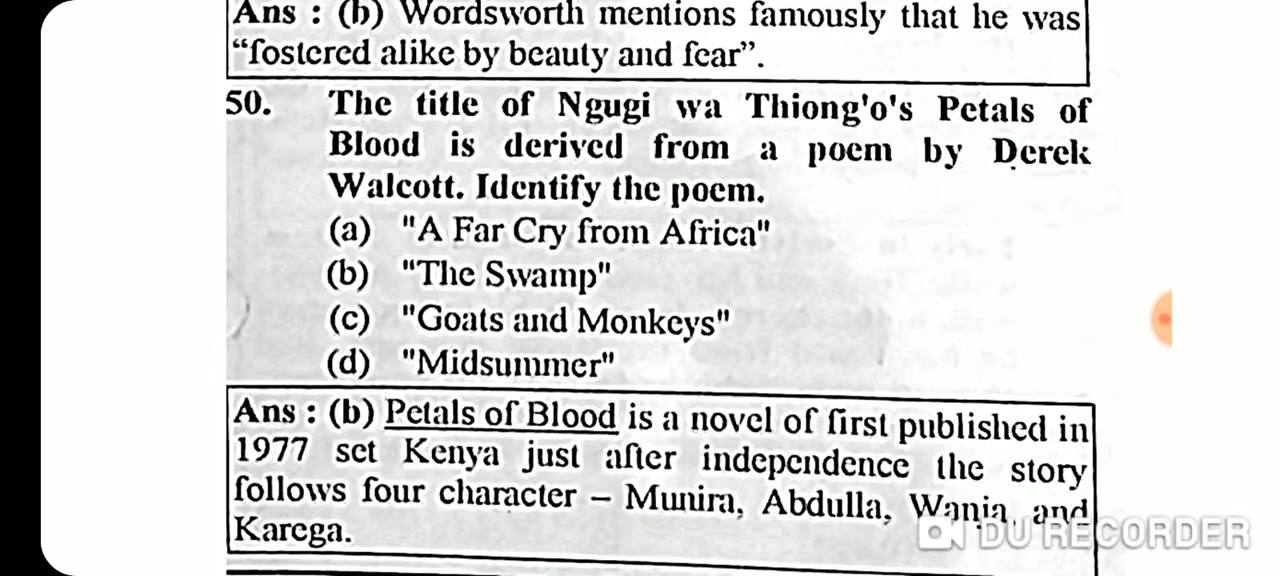 Ans : (b) Wordsworth mentions famously that he was
“fostered alike by beauty and fear”.
50. The title of Ngugi wa Thiong'o's Petals of
Blood is derived from a poem by Derek
Walcott. Identify the poem.
(a) "A Far Cry from Africa"
(b) "The Swamp"
(c) "Goats and Monkeys"
(d) "Midsummer"
Ans : (b) Petals of Blood is a novel of first published in
1977 set Kenya just after independence the story
follows four character – Munira, Abdulla, Wanja, and
Karega.
DU RECORDER